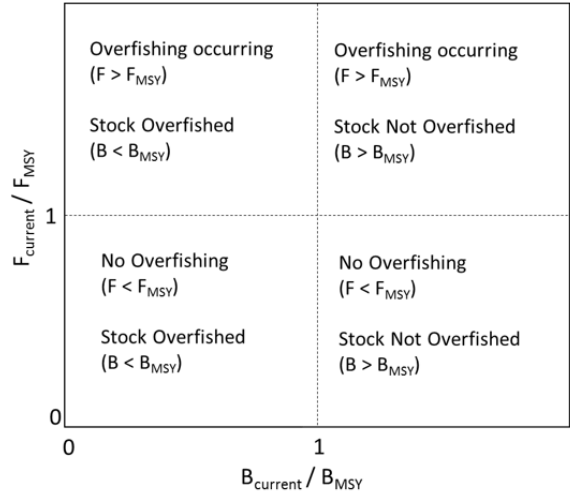 Overfishing occurring
(F > FMSY)
Stock Overfished
(B < BMSY)
Overfishing occurring
(F > FMSY)
Stock Not Overfished
(B > BMSY)
No Overfishing
(F < FMSY)
Stock Overfished
(B < BMSY)
No Overfishing
(F < FMSY)
Stock Not Overfished
(B > BMSY)
Fcurrent / FMSY
1
0
0
1
Bcurrent / BMSY